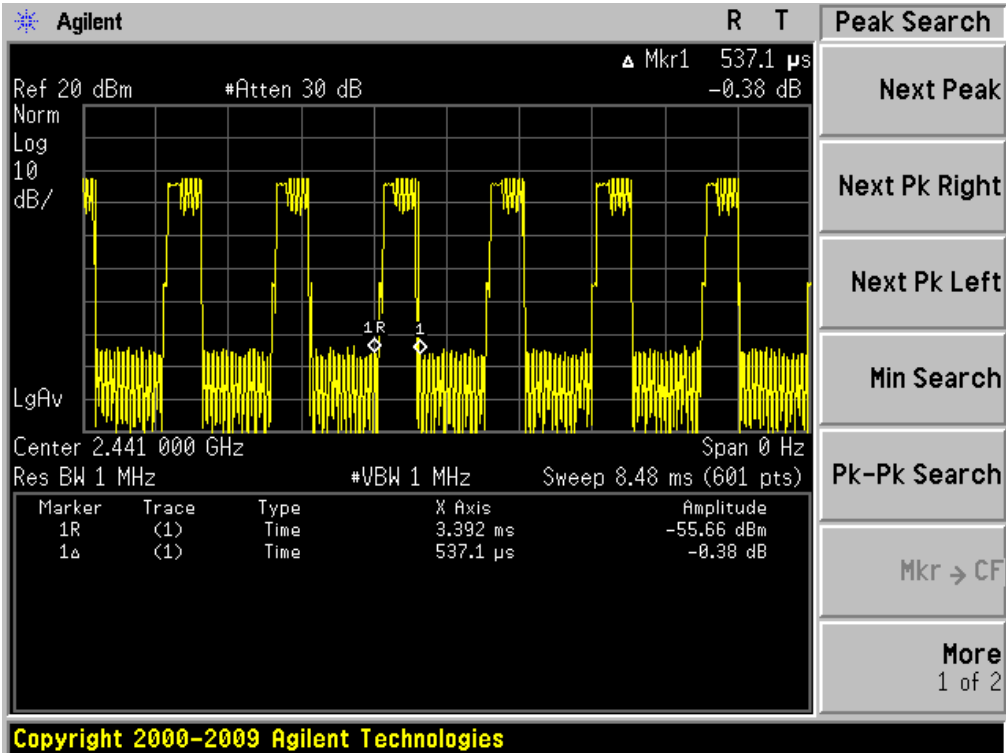 Agilent R T
Peak Search
Δ Mkr1 537.1 µs
Ref 20 dBm #Atten 30 dB -0.38 dB
Norm
Log
10
dB/
1R 1
LgAv
Center 2.441 000 GHz Span 0 Hz
Res BW 1 MHz #VBW 1 MHz Sweep 8.48 ms (601 pts)
Marker Trace Type X Axis Amplitude
1R (1) Time 3.392 ms -55.66 dBm
1Δ (1) Time 537.1 µs -0.38 dB
Next Peak
Next Pk Right
Next Pk Left
Min Search
Pk-Pk Search
Mkr → CF
More
1 of 2
Copyright 2000-2009 Agilent Technologies